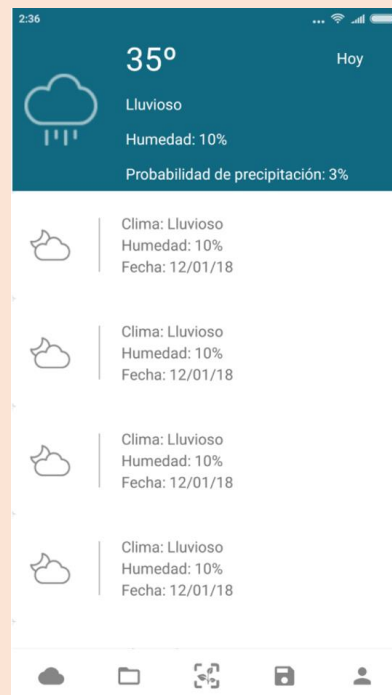 2:36
35º
Hoy
Lluvioso
Humedad: 10%
Probabilidad de precipitación: 3%
Clima: Lluvioso
Humedad: 10%
Fecha: 12/01/18
Clima: Lluvioso
Humedad: 10%
Fecha: 12/01/18
Clima: Lluvioso
Humedad: 10%
Fecha: 12/01/18
Clima: Lluvioso
Humedad: 10%
Fecha: 12/01/18